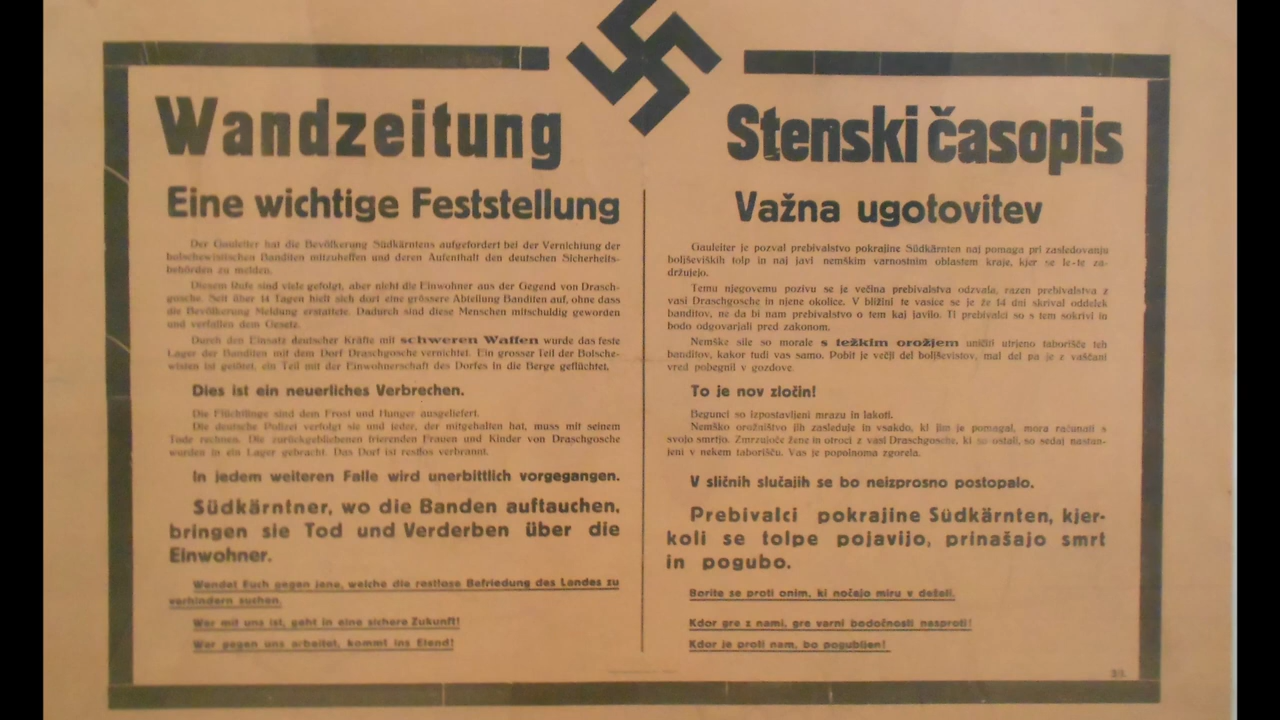 Wandzeitung
Eine wichtige Feststellung
Der Gauleiter hat die Bevölkerung Südkärntens aufgefordert bei der Vernichtung der
bolschewistischen Banditen mitzuhelfen und deren Aufenthalt den deutschen Sicherheits-
behörden zu melden.
Diesem Rufe sind viele gefolgt, aber nicht die Einwohner aus der Gegend von Drasch-
gosche. Seit über 14 Tagen hielt sich dort eine grössere Abteilung Banditen auf, ohne dass
die Bevölkerung Meldung erstattete. Dadurch sind diese Menschen mitschuldig geworden
und verfallen dem Gesetz.
Durch den Einsatz deutscher Kräfte mit schweren Waffen wurde das feste
Lager der Banditen mit dem Dorf Draschgosche vernichtet. Ein grosser Teil der Bolsche-
wisten ist getötet, ein Teil mit der Einwohnerschaft des Dorfes in die Berge geflüchtet.
Dies ist ein neuerliches Verbrechen.
Die Flüchtlinge sind dem Frost und Hunger ausgeliefert.
Die deutsche Polizei verfolgt sie und jeder, der mitgehalten hat, muss mit seinem
Tode rechnen. Die zurückgebliebenen frierenden Frauen und Kinder von Draschgosche
wurden in ein Lager gebracht. Das Dorf ist restlos verbrannt.
In jedem weiteren Falle wird unerbittlich vorgegangen.
Südkärntner, wo die Banden auftauchen,
bringen sie Tod und Verderben über die
Einwohner.
Wendet Euch gegen jene, welche die restlose Befriedung des Landes zu
verhindern suchen.
Wer mit uns ist, geht in eine sichere Zukunft!
Wer gegen uns arbeitet, kommt ins Elend!
Stenski časopis
Važna ugotovitev
Gauleiter je pozval prebivalstvo pokrajine Südkärnten naj pomaga pri zasledovanju
boljševiških tolp in naj javi nemškim varnostnim oblastem kraje, kjer se le-te za-
držujejo.
Temu njegovemu pozivu se je večina prebivalstva odzvala, razen prebivalstva z
vasi Draschgosche in njene okolice. V bližini te vasice se je že 14 dni skrival oddelek
banditov, ne da bi nam prebivalstvo o tem kaj javilo. Ti prebivalci so s tem sokrivi in
bodo odgovarjali pred zakonom.
Nemške sile so morale s težkim orožjem uničiti utrjeno taborišče teh
banditov, kakor tudi vas samo. Pobit je večji del boljševistov, mal del pa je z vaščani
vred pobegnil v gozdove.
To je nov zločin!
Begunci so izpostavljeni mrazu in lakoti.
Nemško orožništvo jih zasleduje in vsakdo, ki jim je pomagal, mora računati s
svojo smrtjo. Zmrzujoče žene in otroci z vasi Draschgosche, ki so ostali, so sedaj nastan-
jeni v nekem taborišču. Vas je popolnoma zgorela.
V sličnih slučajih se bo neizprosno postopalo.
Prebivalci pokrajine Südkärnten, kjer-
koli se tolpe pojavijo, prinašajo smrt
in pogubo.
Borite se proti onim, ki nočejo miru v deželi.
Kdor gre z nami, gre varni bodočnosti nasproti!
Kdor je proti nam, bo pogubljen!